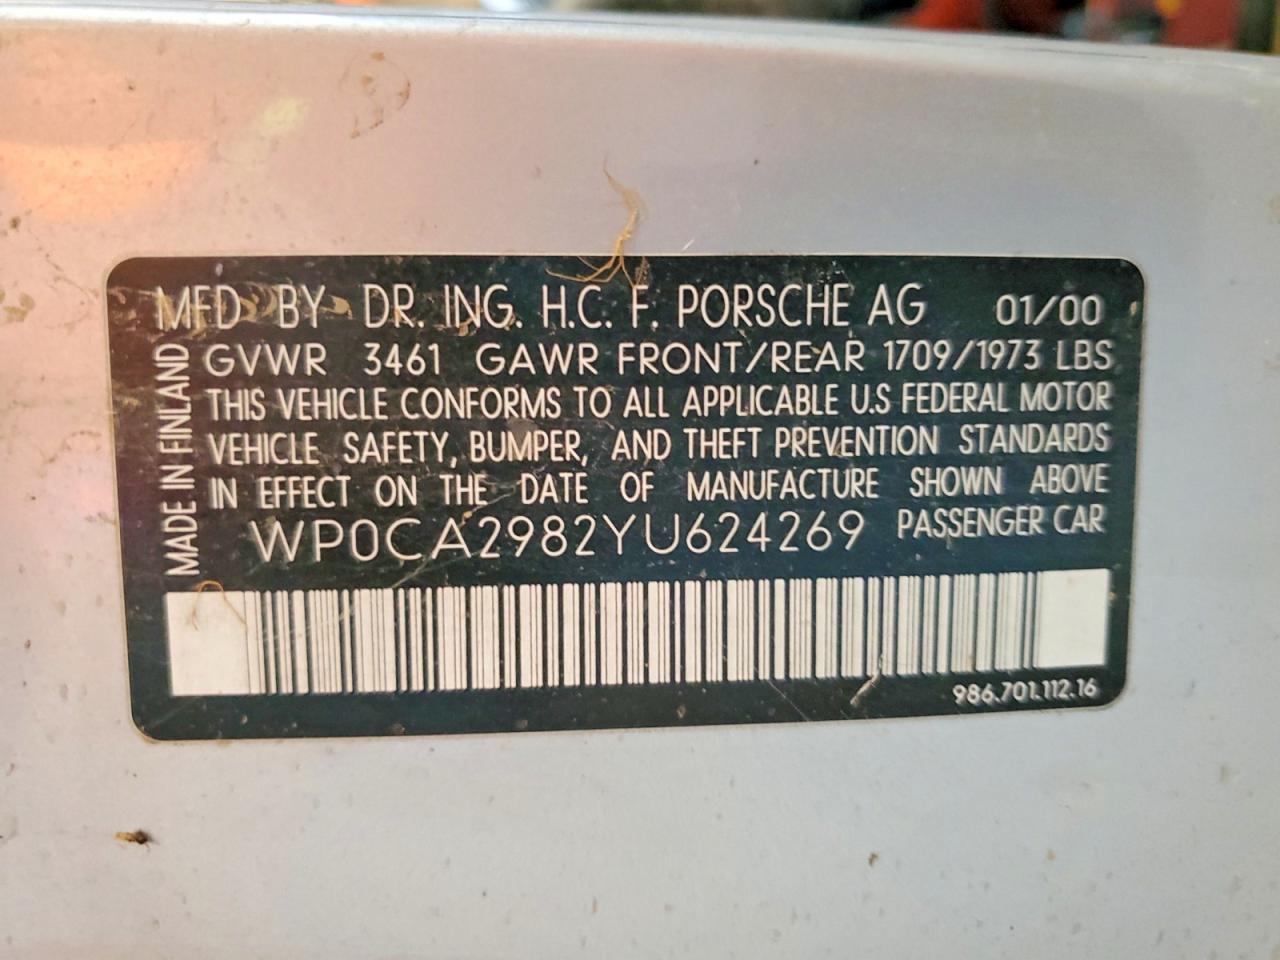 MFD BY DR. ING. H.C. F. PORSCHE AG 01/00
GVWR 3461 GAWR FRONT/REAR 1709/1973 LBS
THIS VEHICLE CONFORMS TO ALL APPLICABLE U.S FEDERAL MOTOR
VEHICLE SAFETY, BUMPER, AND THEFT PREVENTION STANDARDS
IN EFFECT ON THE DATE OF MANUFACTURE SHOWN ABOVE
WP0CA2982YU624269 PASSENGER CAR
MADE IN FINLAND
986.701.112.16